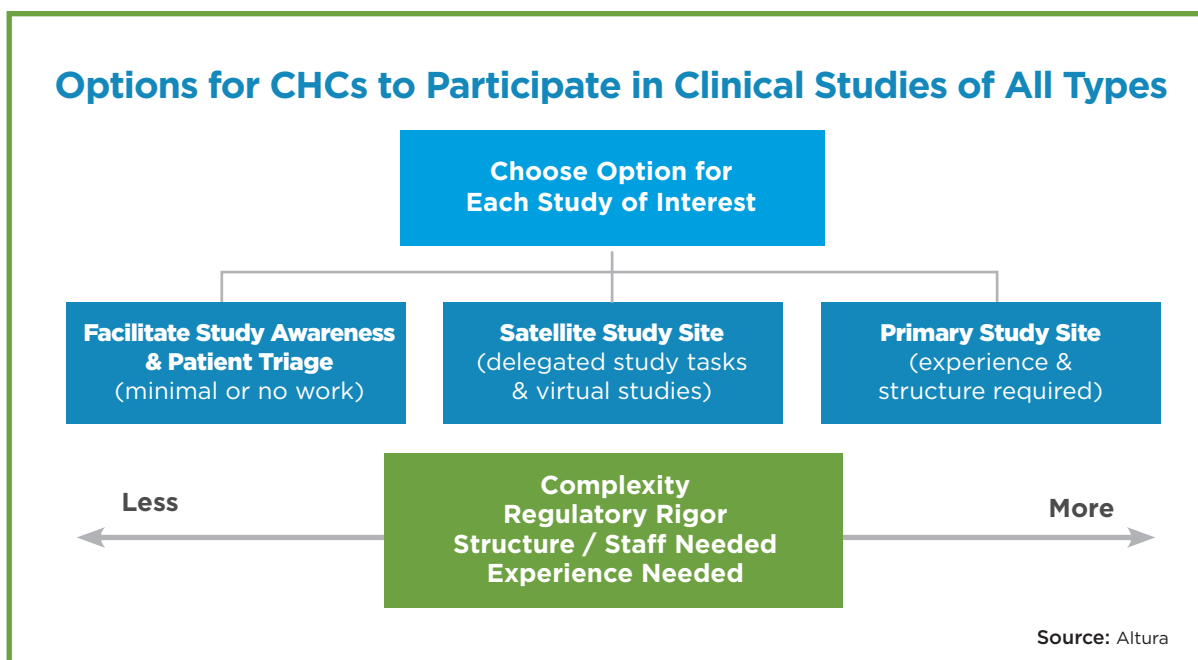 Options for CHCs to Participate in Clinical Studies of All Types
Choose Option for
Each Study of Interest
Facilitate Study Awareness
& Patient Triage
(minimal or no work)
Satellite Study Site
(delegated study tasks
& virtual studies)
Primary Study Site
(experience &
structure required)
Less
Complexity
Regulatory Rigor
Structure / Staff Needed
Experience Needed
More
Source: Altura